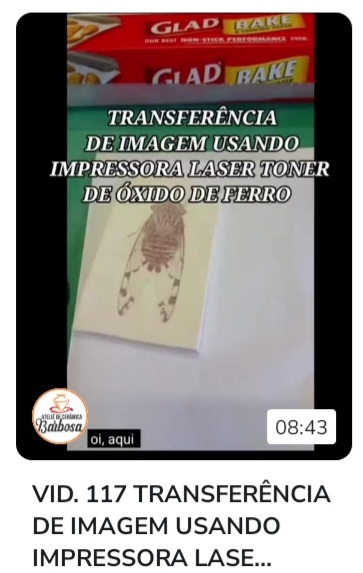 GLAD BAKE
OUR BEST NON-STICK PERFORMANCE EVER.
GLAD BAKE
TRANSFERÊNCIA
DE IMAGEM USANDO
IMPRESSORA LASER TONER
DE ÓXIDO DE FERRO
ATELIÊ DE CERÂMICA
Barbosa
oi, aqui
08:43
VID. 117 TRANSFERÊNCIA
DE IMAGEM USANDO
IMPRESSORA LASE...